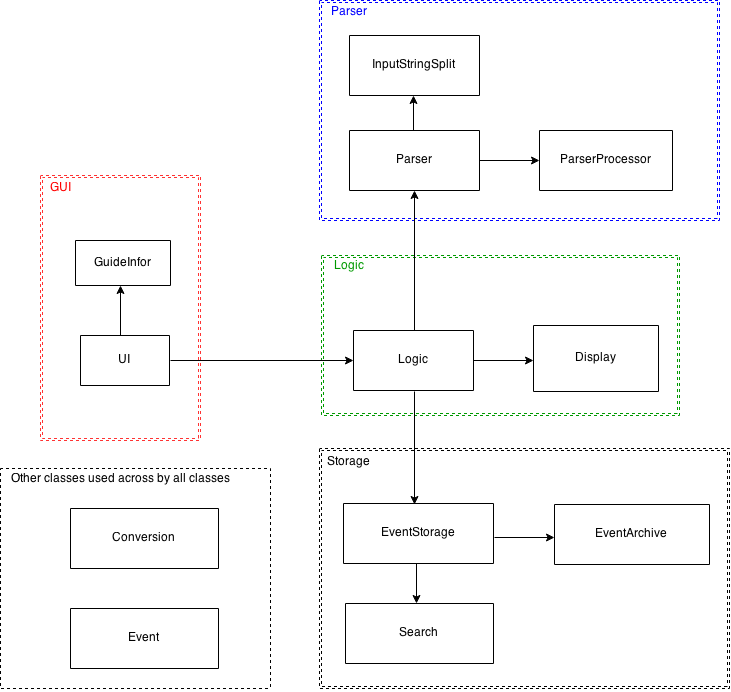 Parser
InputStringSplit
Parser
ParserProcessor
GUI
GuideInfor
UI
Logic
Logic
Display
Storage
EventStorage
EventArchive
Search
Other classes used across by all classes
Conversion
Event